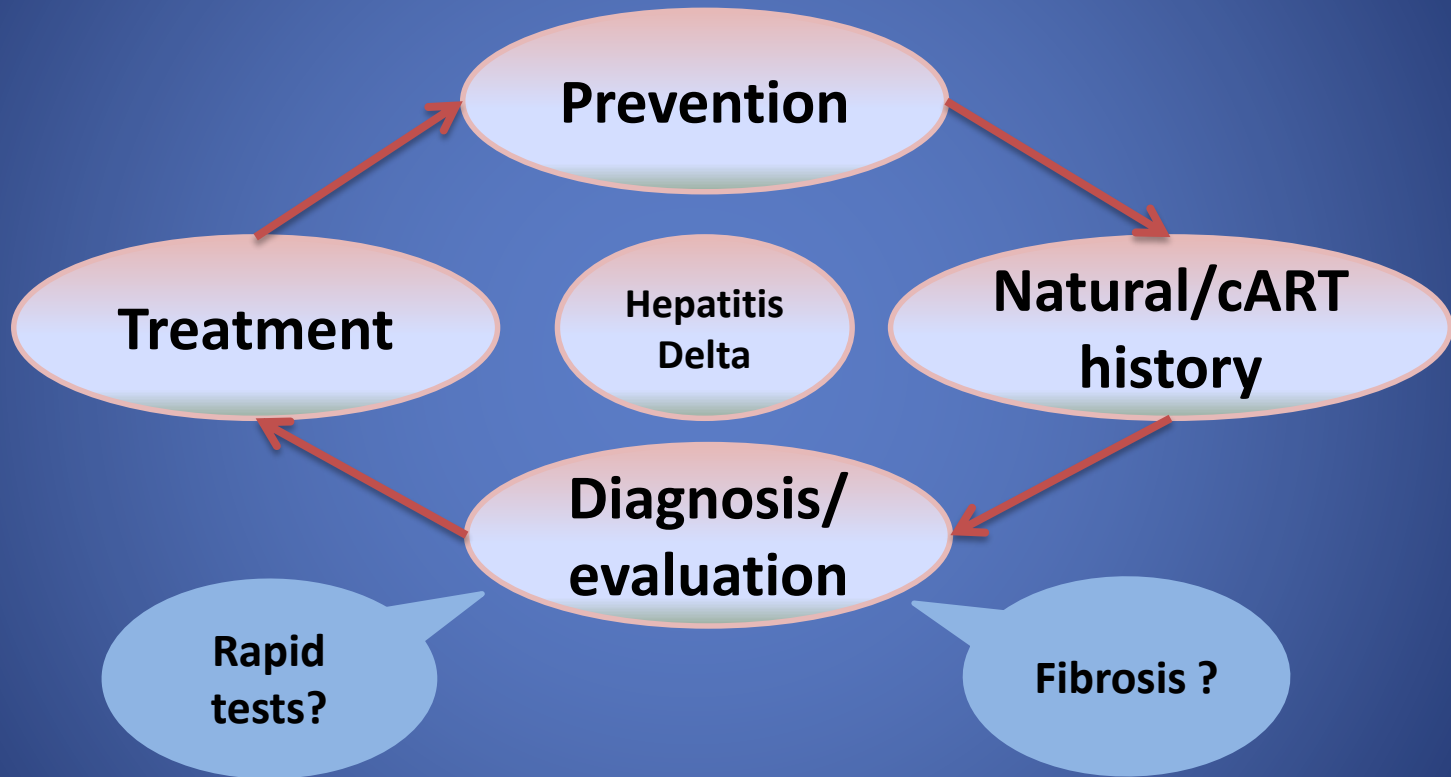 Prevention
Treatment
Hepatitis
Delta
Natural/cART
history
Diagnosis/
evaluation
Rapid
tests?
Fibrosis ?